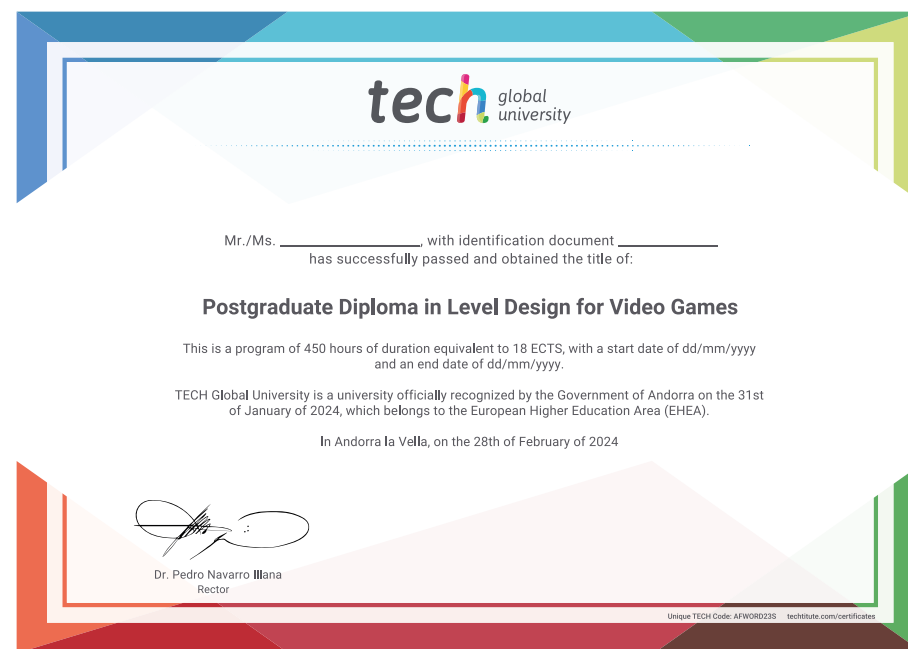 tech global
university
Mr./Ms. ____________________, with identification document ______________
has successfully passed and obtained the title of:
Postgraduate Diploma in Level Design for Video Games
This is a program of 450 hours of duration equivalent to 18 ECTS, with a start date of dd/mm/yyyy
and an end date of dd/mm/yyyy.
TECH Global University is a university officially recognized by the Government of Andorra on the 31st
of January of 2024, which belongs to the European Higher Education Area (EHEA).
In Andorra la Vella, on the 28th of February of 2024
Dr. Pedro Navarro Illana
Rector
Unique TECH Code: AFWORD23S techtitute.com/certificates